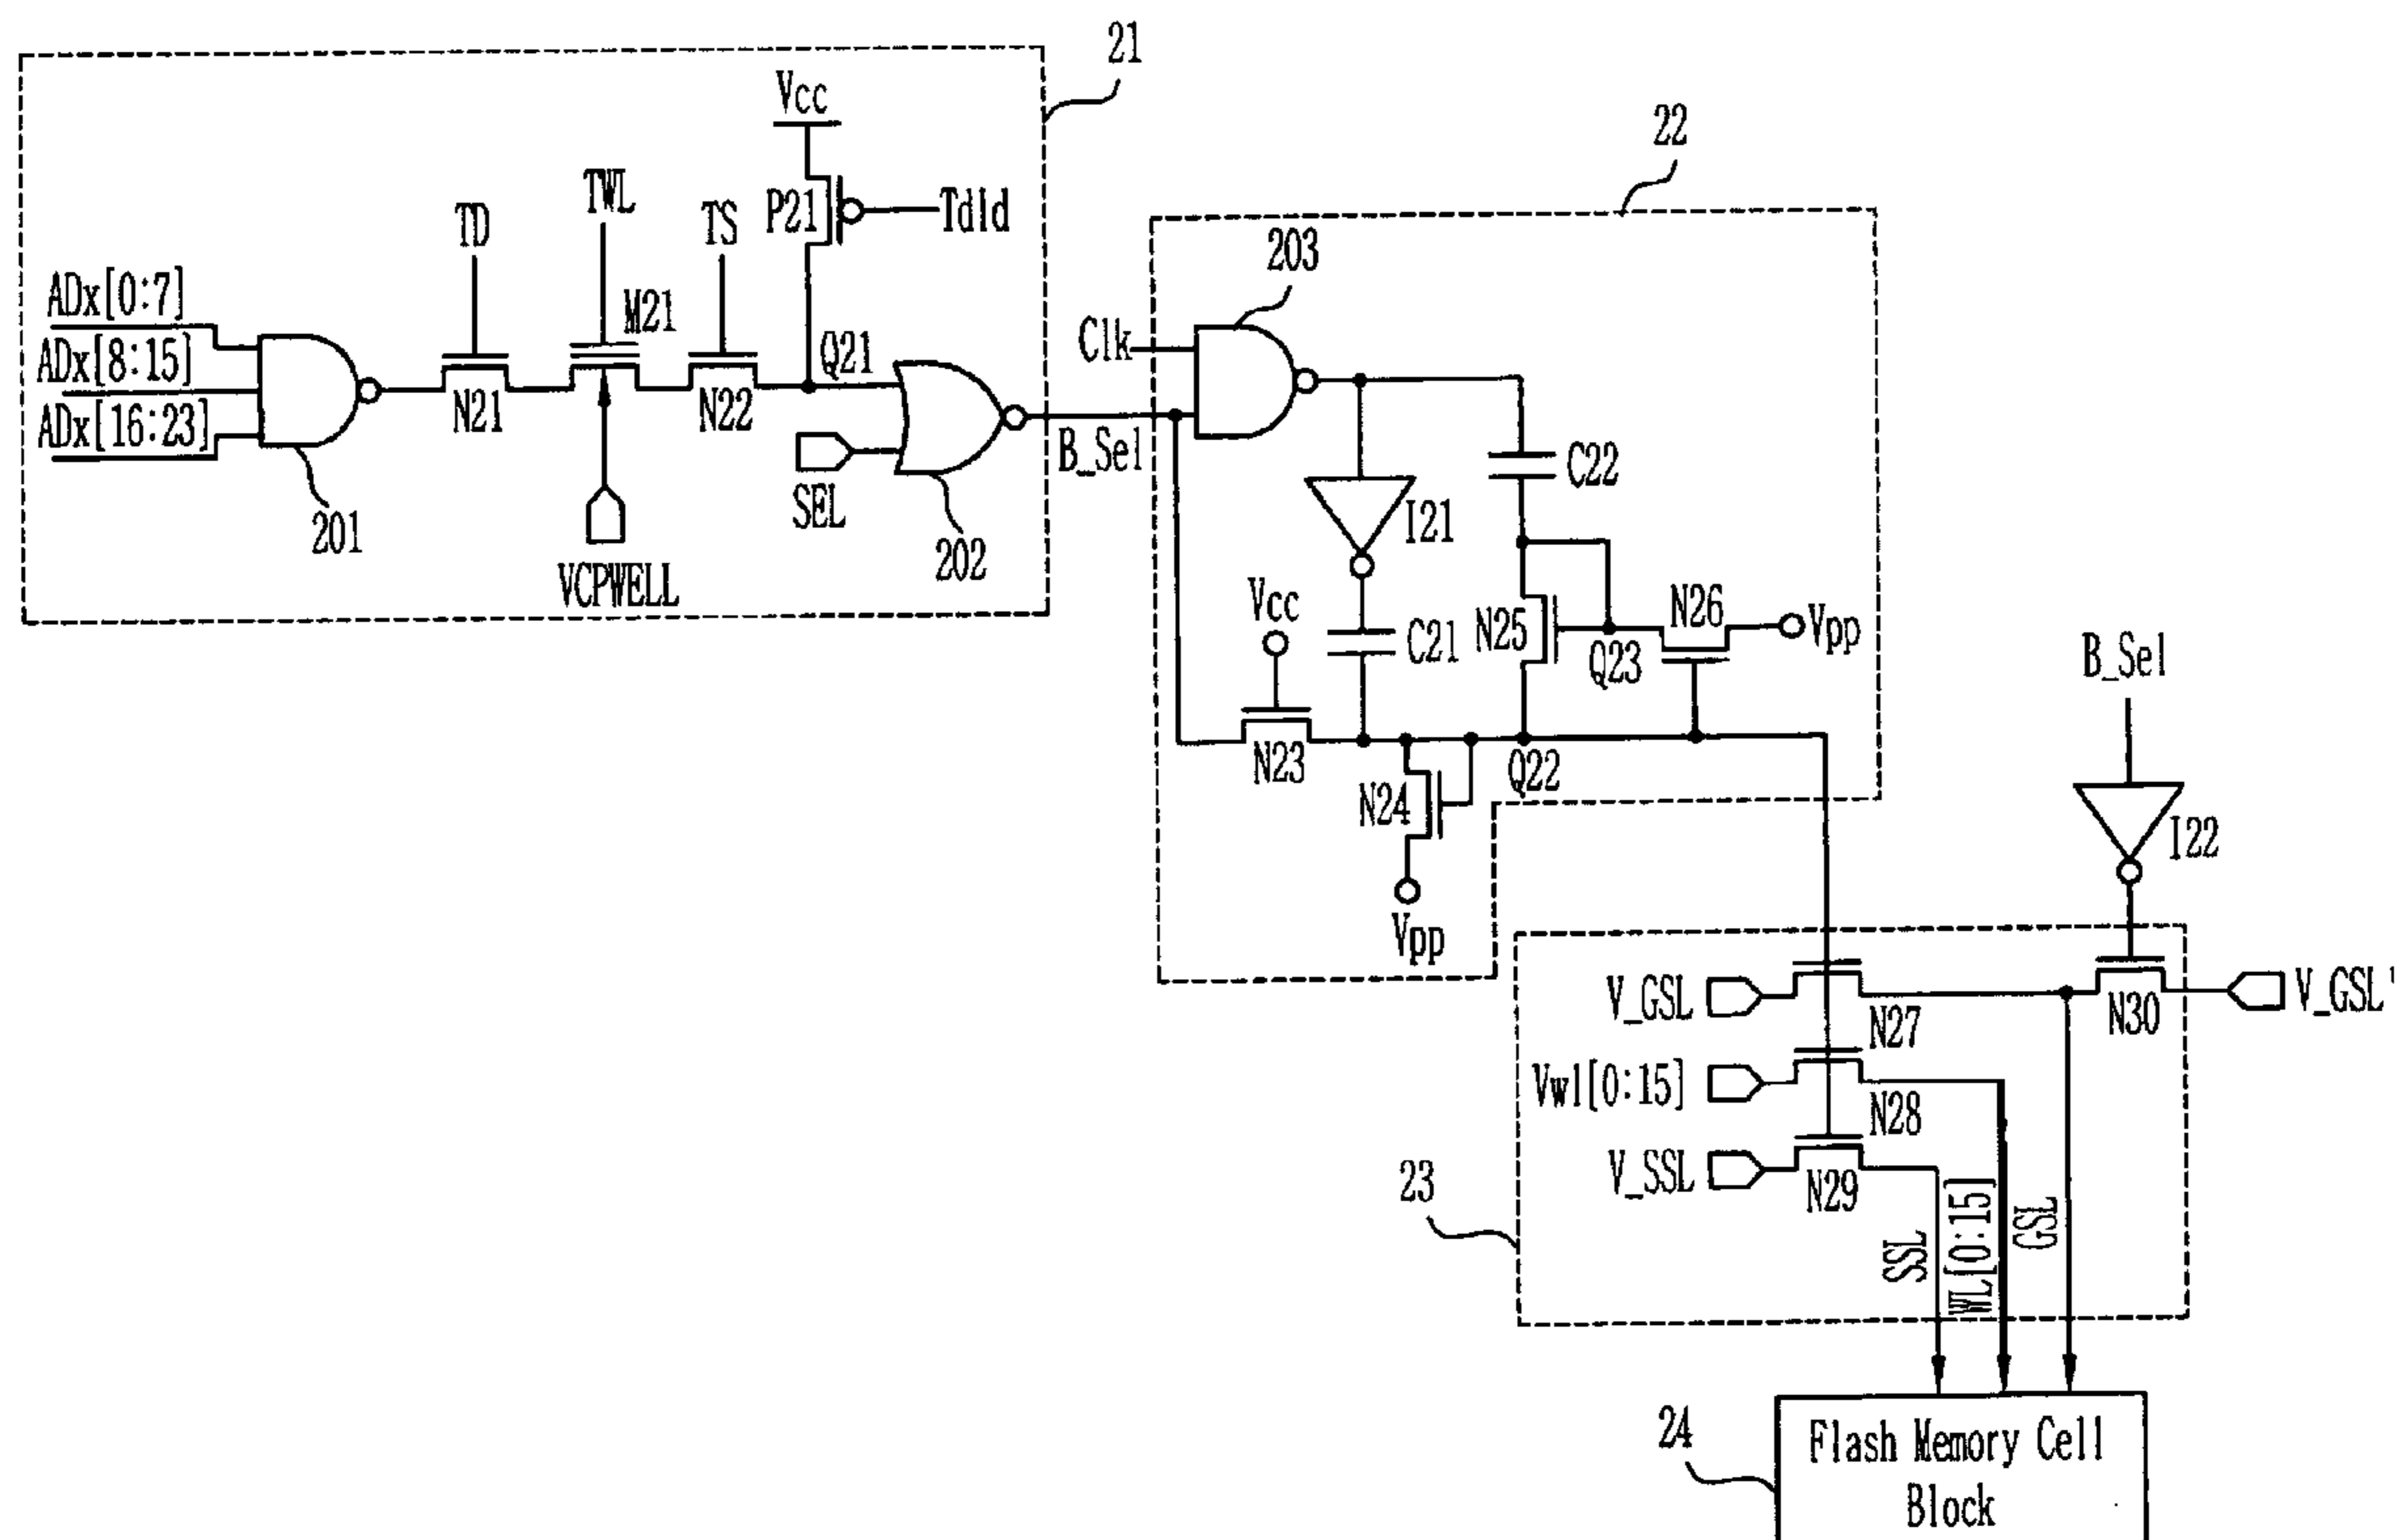 21
Vcc
P21
Tdld
TD
TWL
TS
ADx[0:7]
ADx[8:15]
ADx[16:23]
201
N21
M21
N22
Q21
VCPWELL
SEL
202
B_Sel
22
203
Clk
I21
C22
Vcc
C21
N25
Q23
N26
Vpp
N23
N24
Q22
Vpp
B_Sel
I22
V_GSL
N27
N30
V_GSL'
Vwl[0:15]
N28
V_SSL
N29
23
SSL
WL[0:15]
GSL
24
Flash Memory Cell
Block